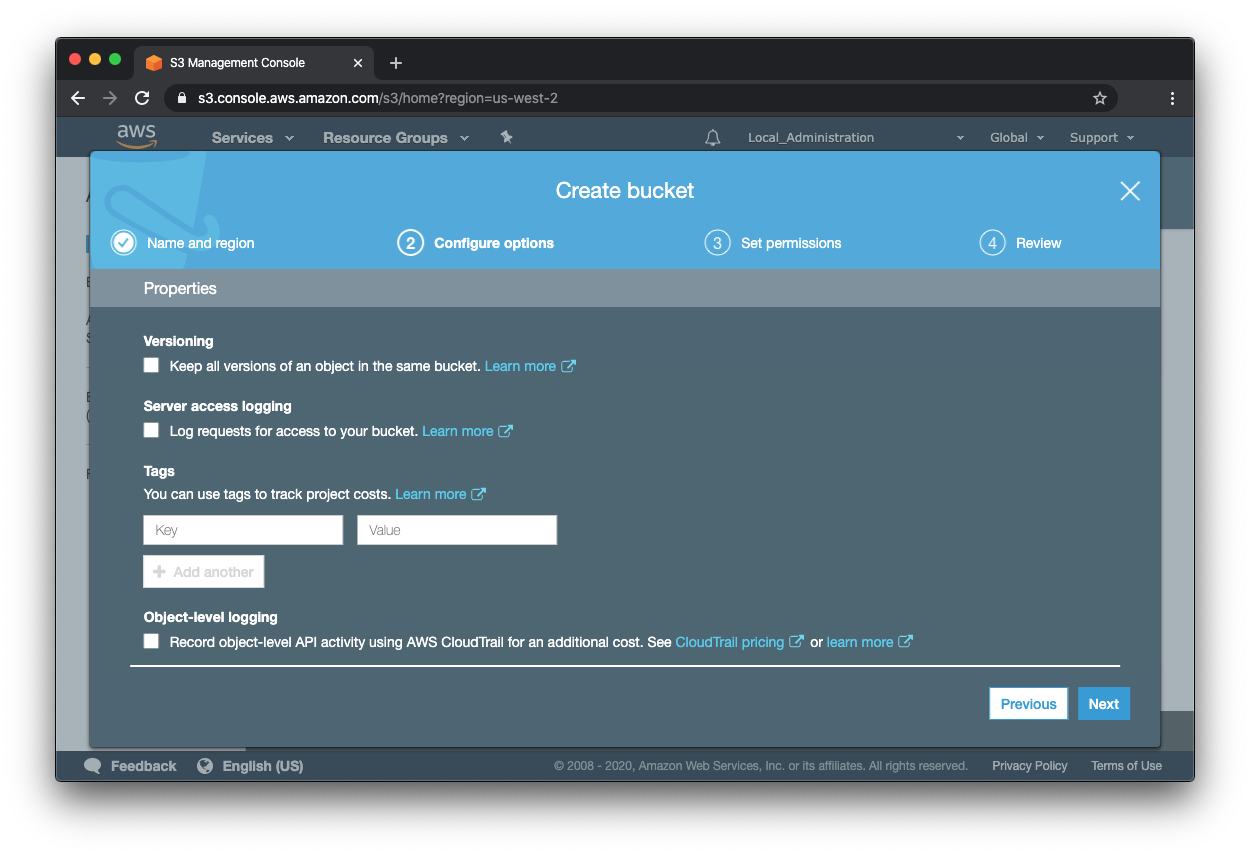 S3 Management Console
s3.console.aws.amazon.com/s3/home?region=us-west-2
aws Services Resource Groups Local_Administration Global Support
Create bucket
Name and region 2 Configure options 3 Set permissions 4 Review
Properties
Versioning
Keep all versions of an object in the same bucket. Learn more
Server access logging
Log requests for access to your bucket. Learn more
Tags
You can use tags to track project costs. Learn more
Key Value
+ Add another
Object-level logging
Record object-level API activity using AWS CloudTrail for an additional cost. See CloudTrail pricing or learn more
Previous Next
Feedback English (US) © 2008 - 2020, Amazon Web Services, Inc. or its affiliates. All rights reserved. Privacy Policy Terms of Use